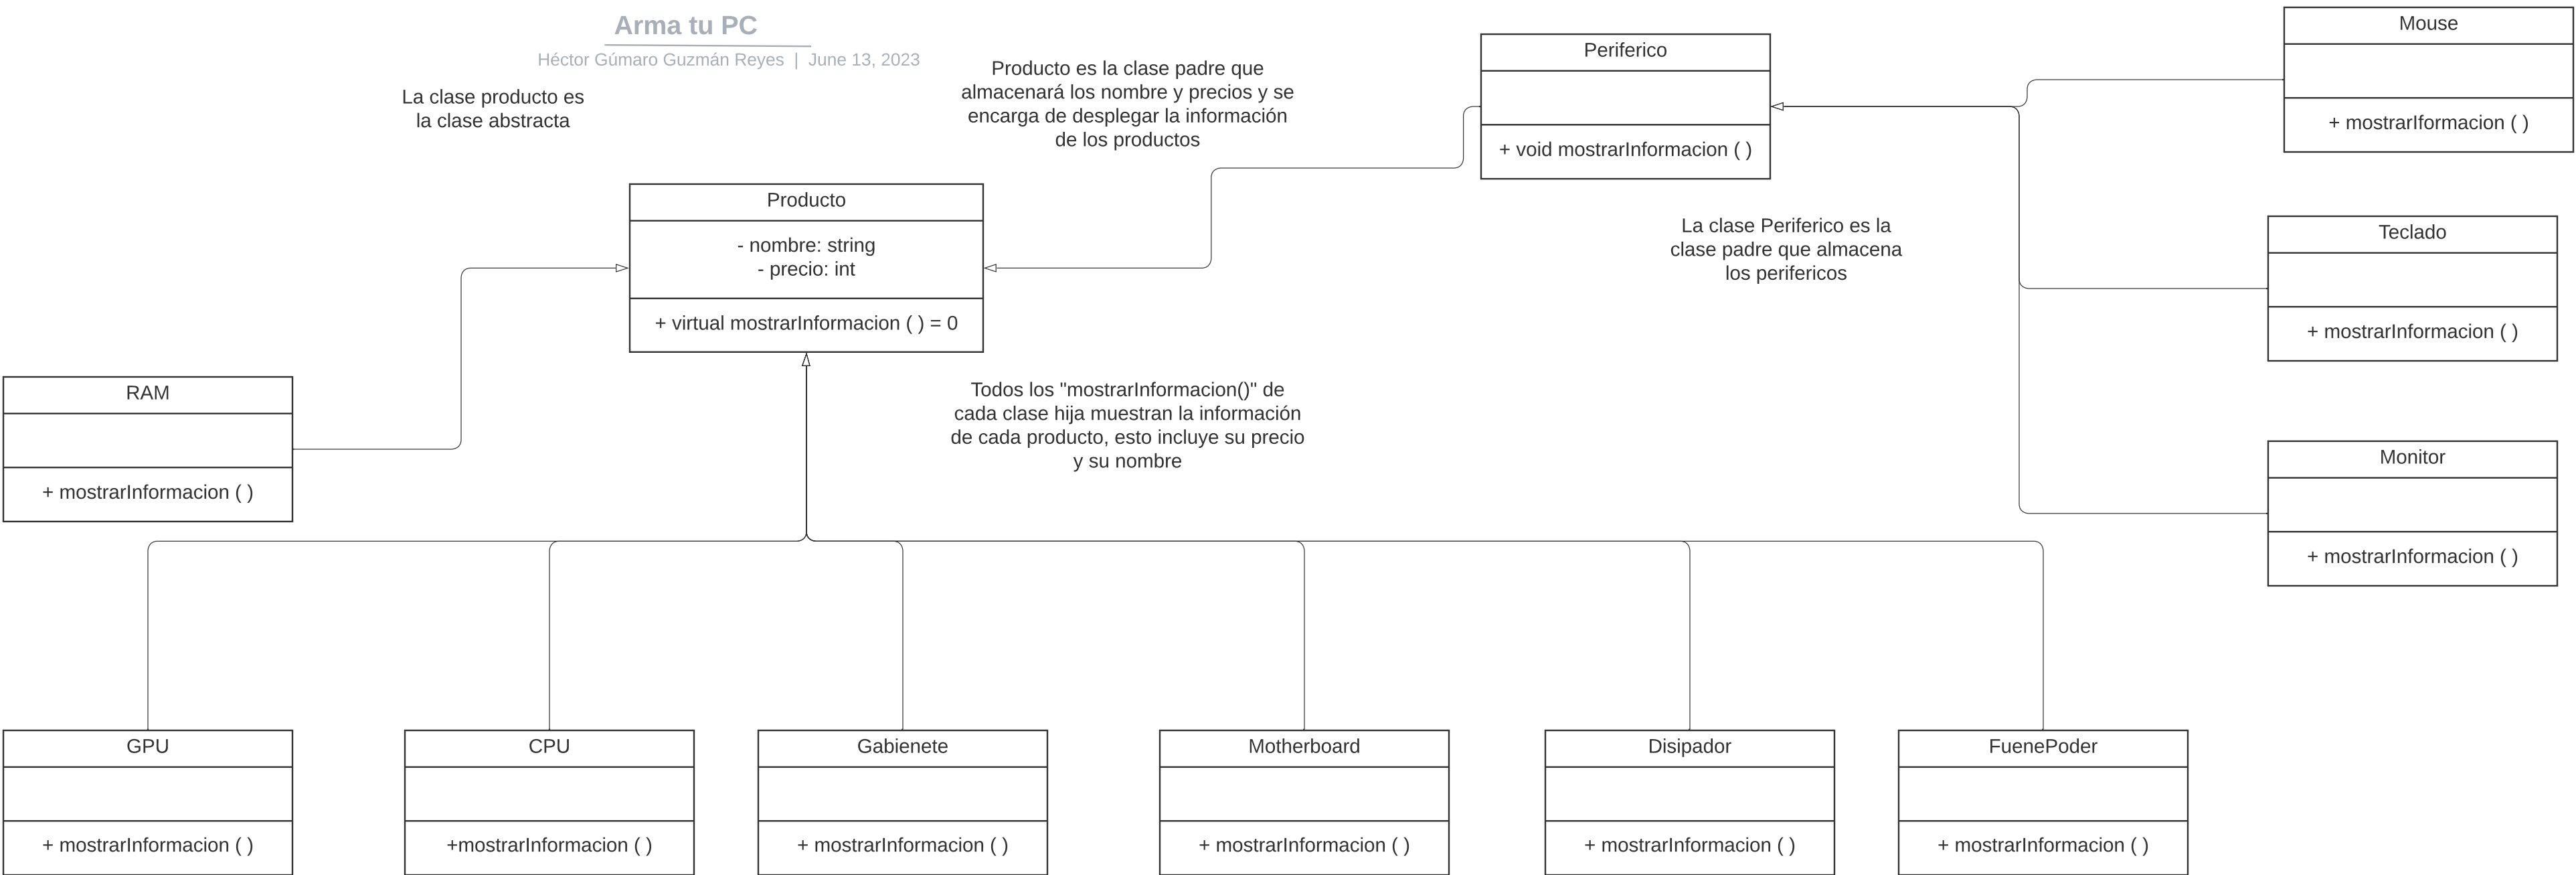 Arma tu PC
Héctor Gúmaro Guzmán Reyes | June 13, 2023
La clase producto es
la clase abstracta
Producto es la clase padre que
almacenará los nombre y precios y se
encarga de desplegar la información
de los productos
Periferico
+ void mostrarInformacion ( )
Mouse
+ mostrarIformacion ( )
Producto
- nombre: string
- precio: int
+ virtual mostrarInformacion ( ) = 0
La clase Periferico es la
clase padre que almacena
los perifericos
Teclado
+ mostrarInformacion ( )
RAM
+ mostrarInformacion ( )
Todos los "mostrarInformacion()" de
cada clase hija muestran la información
de cada producto, esto incluye su precio
y su nombre
Monitor
+ mostrarInformacion ( )
GPU
+ mostrarInformacion ( )
CPU
+mostrarInformacion ( )
Gabienete
+ mostrarInformacion ( )
Motherboard
+ mostrarInformacion ( )
Disipador
+ mostrarInformacion ( )
FuenePoder
+ mostrarInformacion ( )